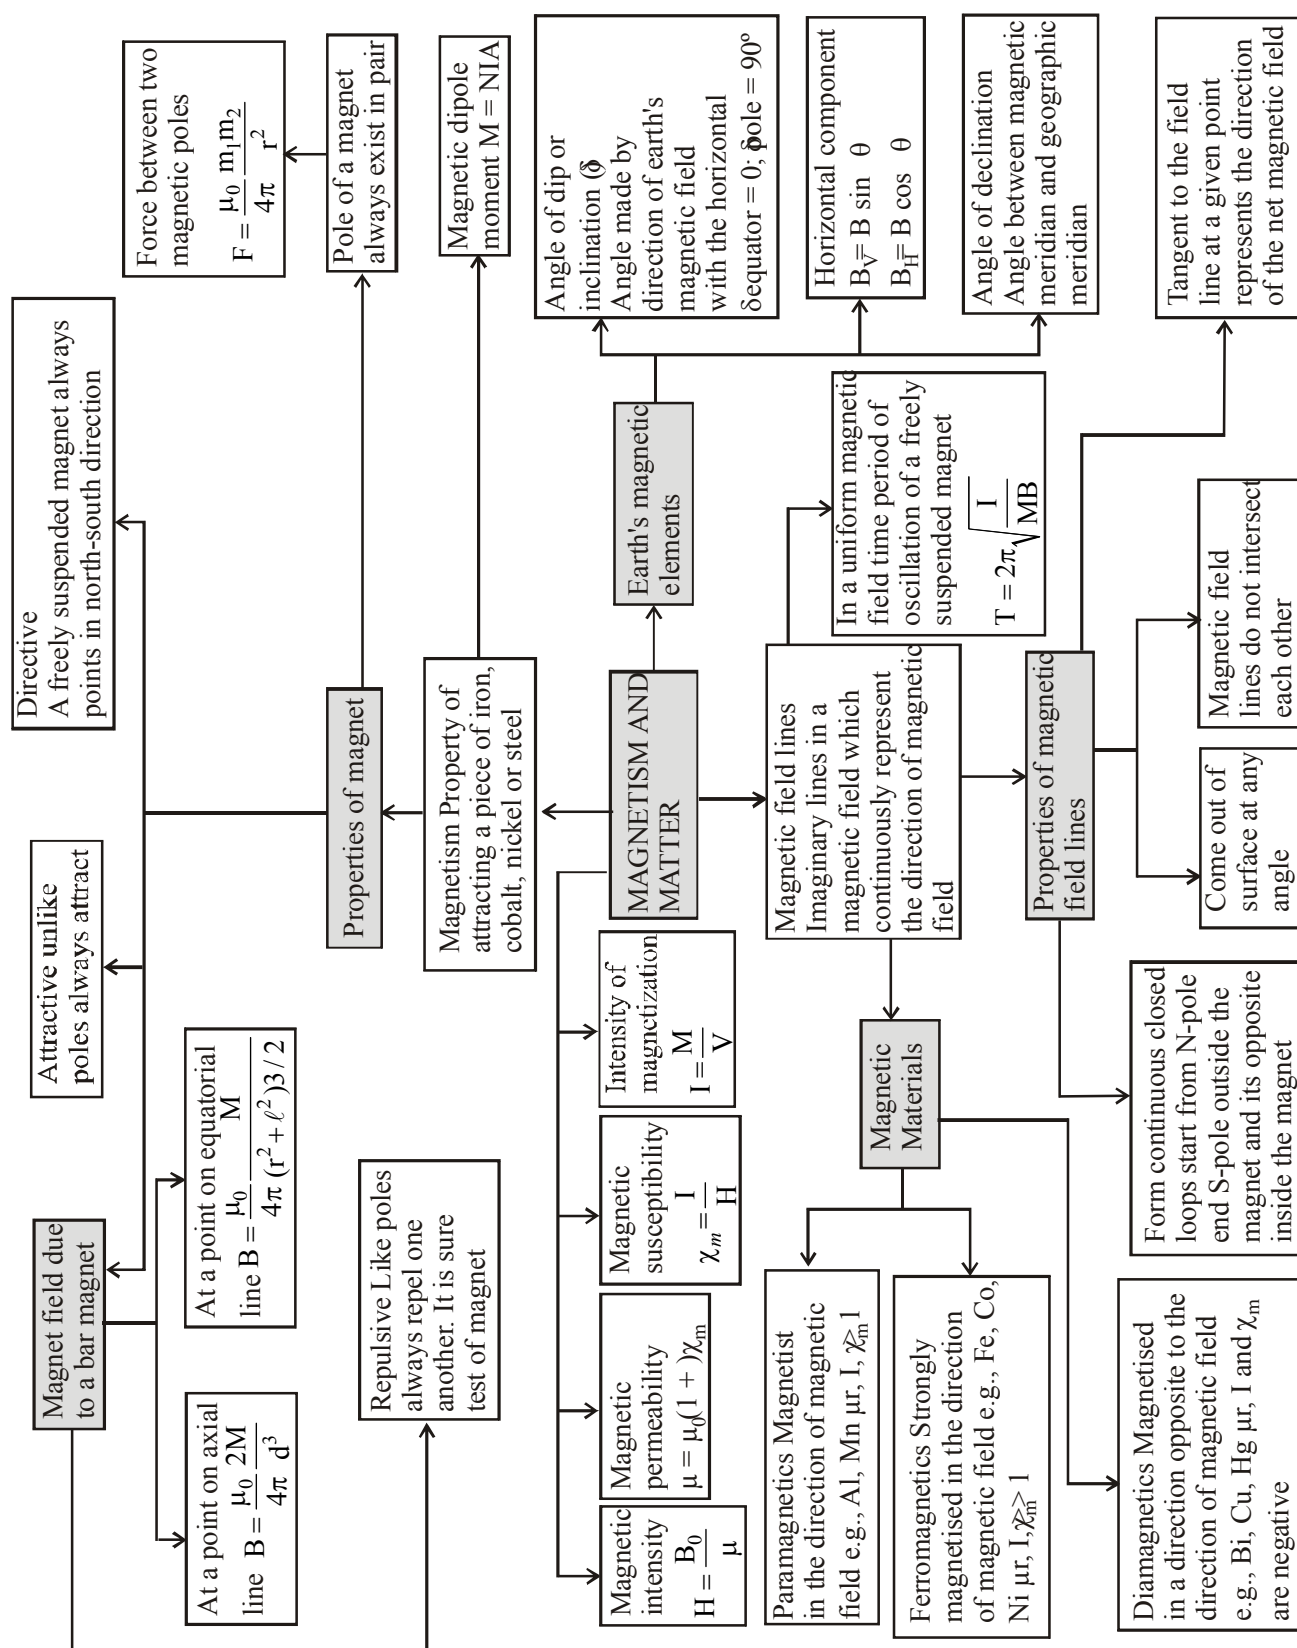 MAGNETISM AND
MATTER
Magnetism Property of
attracting a piece of iron,
cobalt, nickel or steel
Properties of magnet
Directive
A freely suspended magnet always
points in north-south direction
Attractive unlike
poles always attract
Pole of a magnet
always exist in pair
Force between two
magnetic poles
F = μ₀/4π m₁m₂/r²
Magnetic dipole
moment M = NIA
Magnet field due
to a bar magnet
At a point on axial
line B = μ₀/4π 2M/d³
At a point on equatorial
line B = μ₀/4π M/(r² + ℓ²)3/2
Repulsive Like poles
always repel one
another. It is sure
test of magnet
Earth's magnetic
elements
Angle of dip or
inclination (δ)
Angle made by
direction of earth's
magnetic field
with the horizontal
δequator = 0; δpole = 90º
Horizontal component
B_V = B sin θ
B_H = B cos θ
Angle of declination
Angle between magnetic
meridian and geographic
meridian
Magnetic
intensity
H = B₀/μ
Magnetic
permeability
μ = μ₀(1 + )χm
Magnetic
susceptibility
χm = I/H
Intensity of
magnctization
I = M/V
Magnetic field lines
Imaginary lines in a
magnetic field which
continuously represent
the direction of magnetic
field
In a uniform magnetic
field time period of
oscillation of a freely
suspended magnet
T = 2π√(I/MB)
Magnetic
Materials
Paramagnetics Magnetist
in the direction of magnetic
field e.g., Al, Mn μr, I, χm > 1
Ferromagnetics Strongly
magnetised in the direction
of magnetic field e.g., Fe, Co,
Ni μr, I, χm > 1
Diamagnetics Magnetised
in a direction opposite to the
direction of magnetic field
e.g., Bi, Cu, Hg μr, I and χm
are negative
Properties of magnetic
field lines
Form continuous closed
loops start from N-pole
end S-pole outside the
magnet and its opposite
inside the magnet
Come out of
surface at any
angle
Magnetic field
lines do not intersect
each other
Tangent to the field
line at a given point
represents the direction
of the net magnetic field